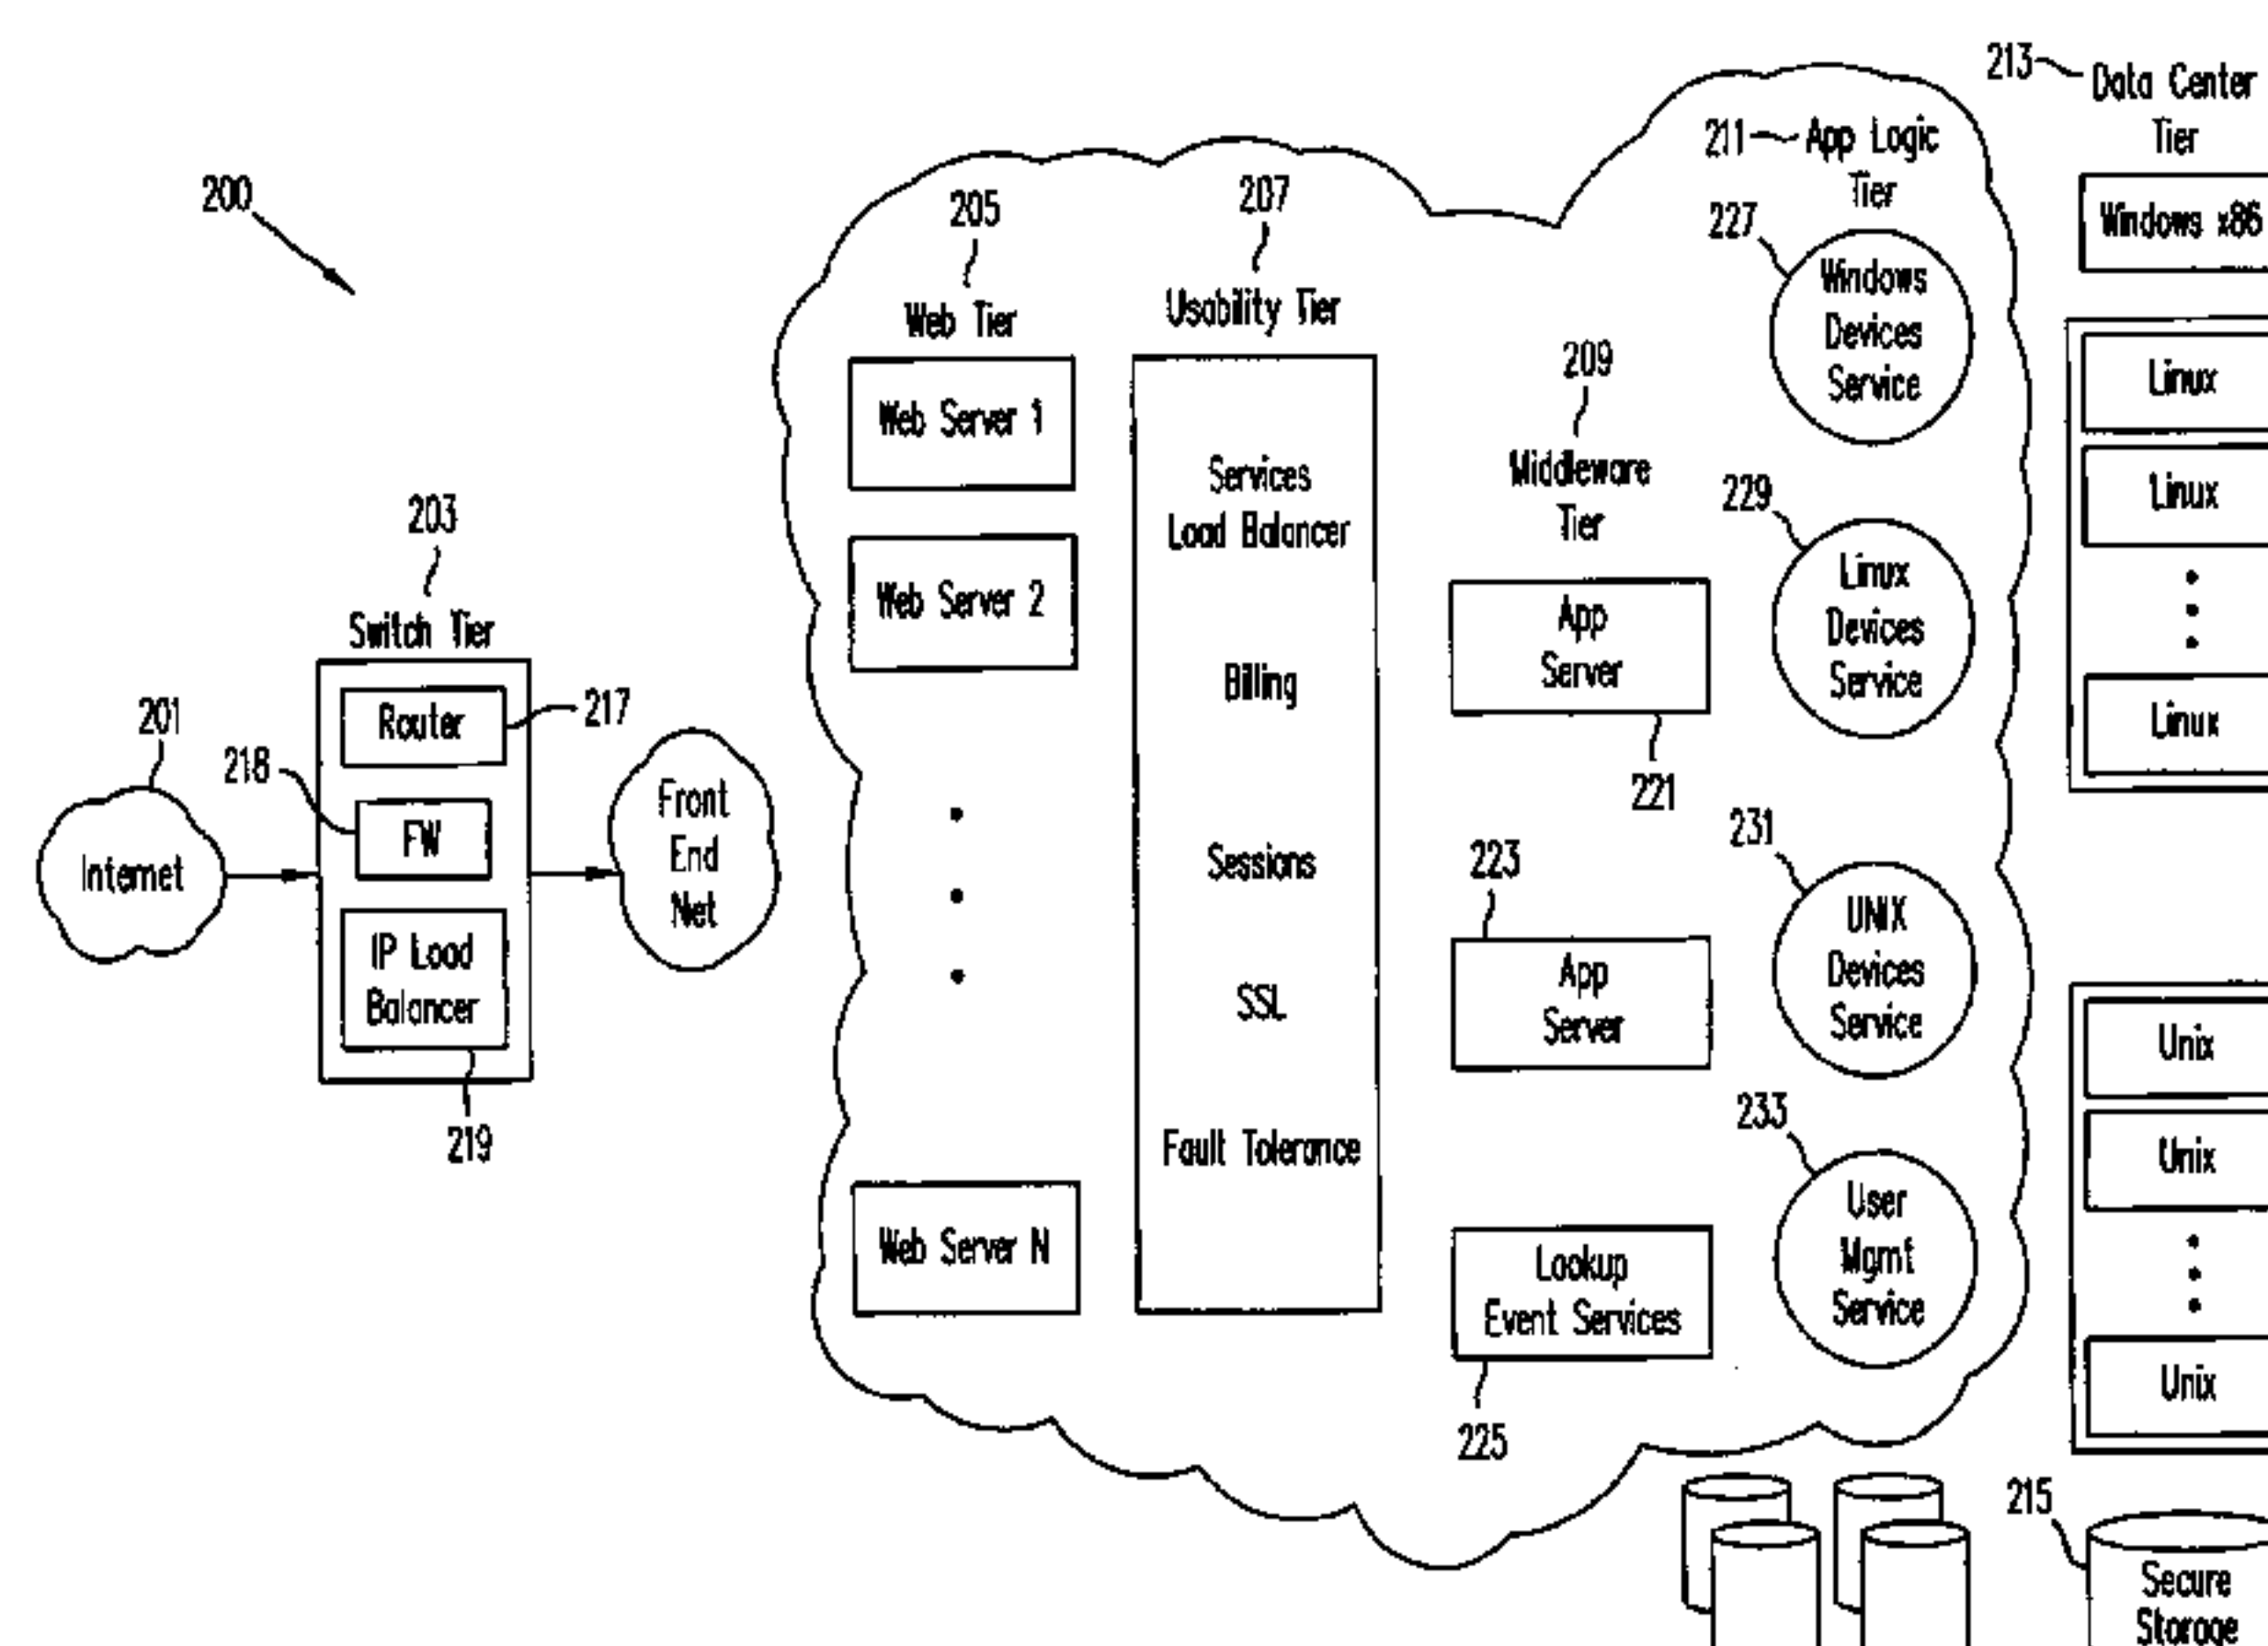 200
201
Internet
203
Switch Tier
Router
217
218
FW
IP Load
Balancer
219
Front
End
Net
205
Web Tier
Web Server 1
Web Server 2
Web Server N
207
Usability Tier
Services
Load Balancer
Billing
Sessions
SSL
Fault Tolerance
209
Middleware
Tier
App
Server
221
223
App
Server
Lookup
Event Services
225
211
App Logic
Tier
227
Windows
Devices
Service
229
Linux
Devices
Service
231
UNIX
Devices
Service
233
User
Mgmt
Service
213
Data Center
Tier
Windows x86
Linux
Linux
Linux
Unix
Unix
Unix
215
Secure
Storage